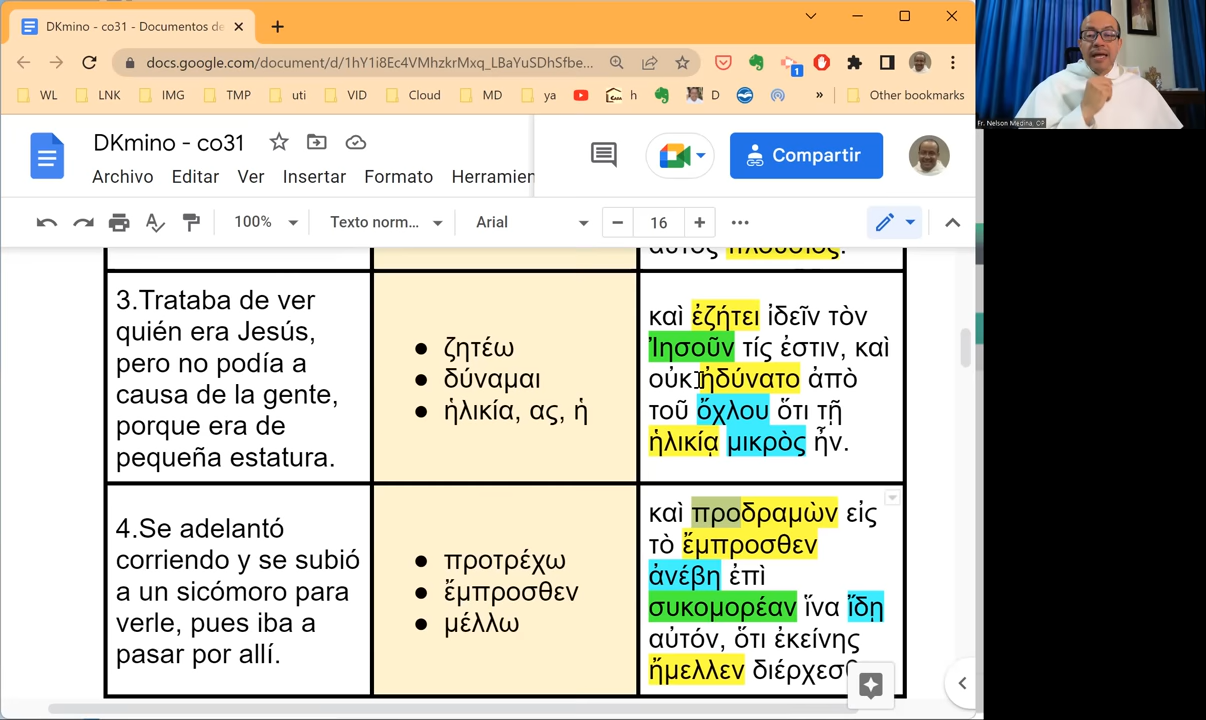 DKmino - co31 - Documentos de
docs.google.com/document/d/1hY1i8Ec4VMhzkrMxq_LBaYuSDhSfbe...
1
WL LNK IMG TMP uti VID Cloud MD ya h D » Other bookmarks
Fr. Nelson Medina, OP
DKmino - co31
Compartir
Archivo Editar Ver Insertar Formato Herramien
100% Texto norm... Arial 16
αὐτὸς πλούσιος.
3.Trataba de ver
quién era Jesús,
pero no podía a
causa de la gente,
porque era de
pequeña estatura.
ζητέω
δύναμαι
ἡλικία, ας, ἡ
καὶ ἐζήτει ἰδεῖν τὸν
Ἰησοῦν τίς ἐστιν, καὶ
οὐκ ἠδύνατο ἀπὸ
τοῦ ὄχλου ὅτι τῇ
ἡλικίᾳ μικρὸς ἦν.
4.Se adelantó
corriendo y se subió
a un sicómoro para
verle, pues iba a
pasar por allí.
προτρέχω
ἔμπροσθεν
μέλλω
καὶ προδραμὼν εἰς
τὸ ἔμπροσθεν
ἀνέβη ἐπὶ
συκομορέαν ἵνα ἴδῃ
αὐτόν, ὅτι ἐκείνης
ἤμελλεν